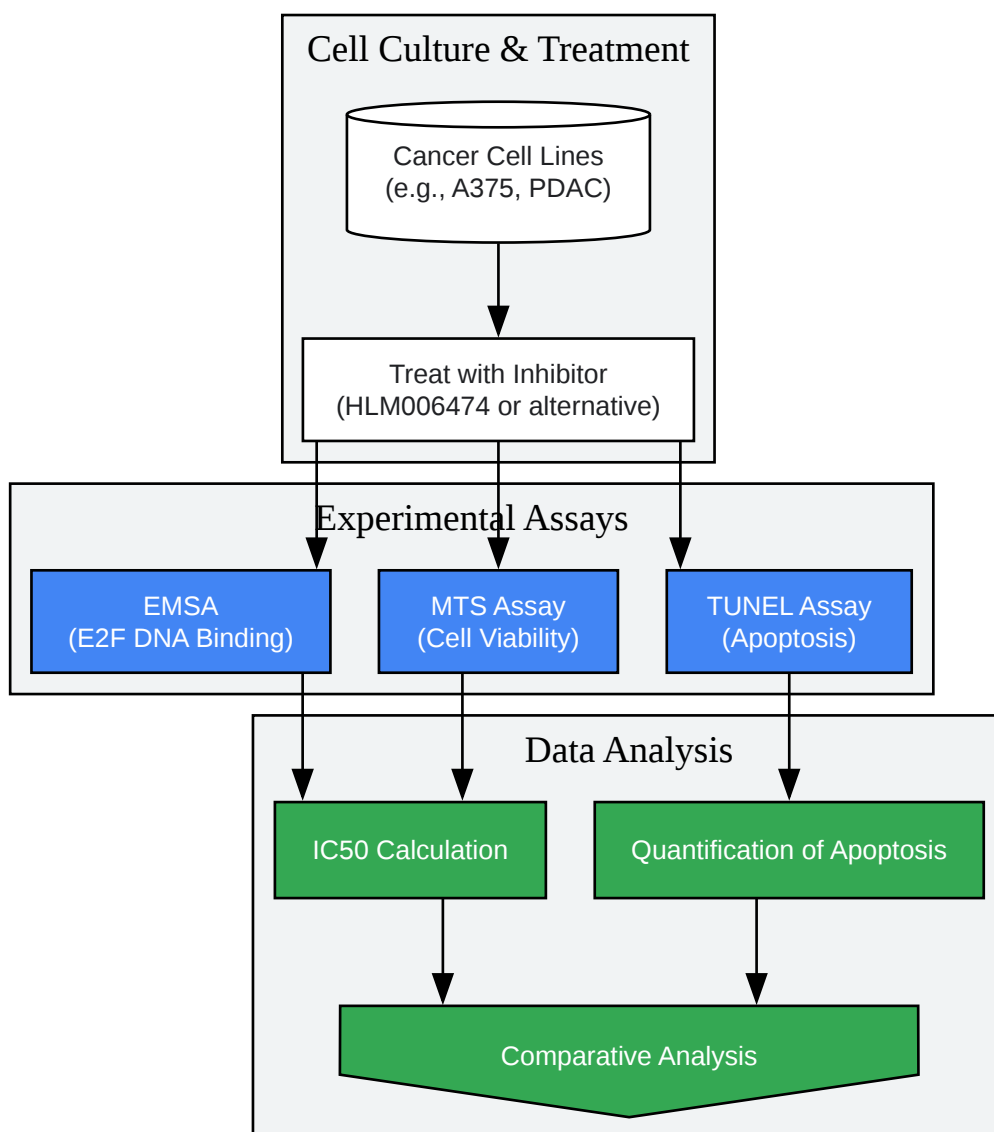 Cell Culture & Treatment
Cancer Cell Lines
(e.g., A375, PDAC)
Treat with Inhibitor
(HLM006474 or alternative)
Experimental Assays
EMSA
(E2F DNA Binding)
MTS Assay
(Cell Viability)
TUNEL Assay
(Apoptosis)
Data Analysis
IC50 Calculation
Quantification of Apoptosis
Comparative Analysis